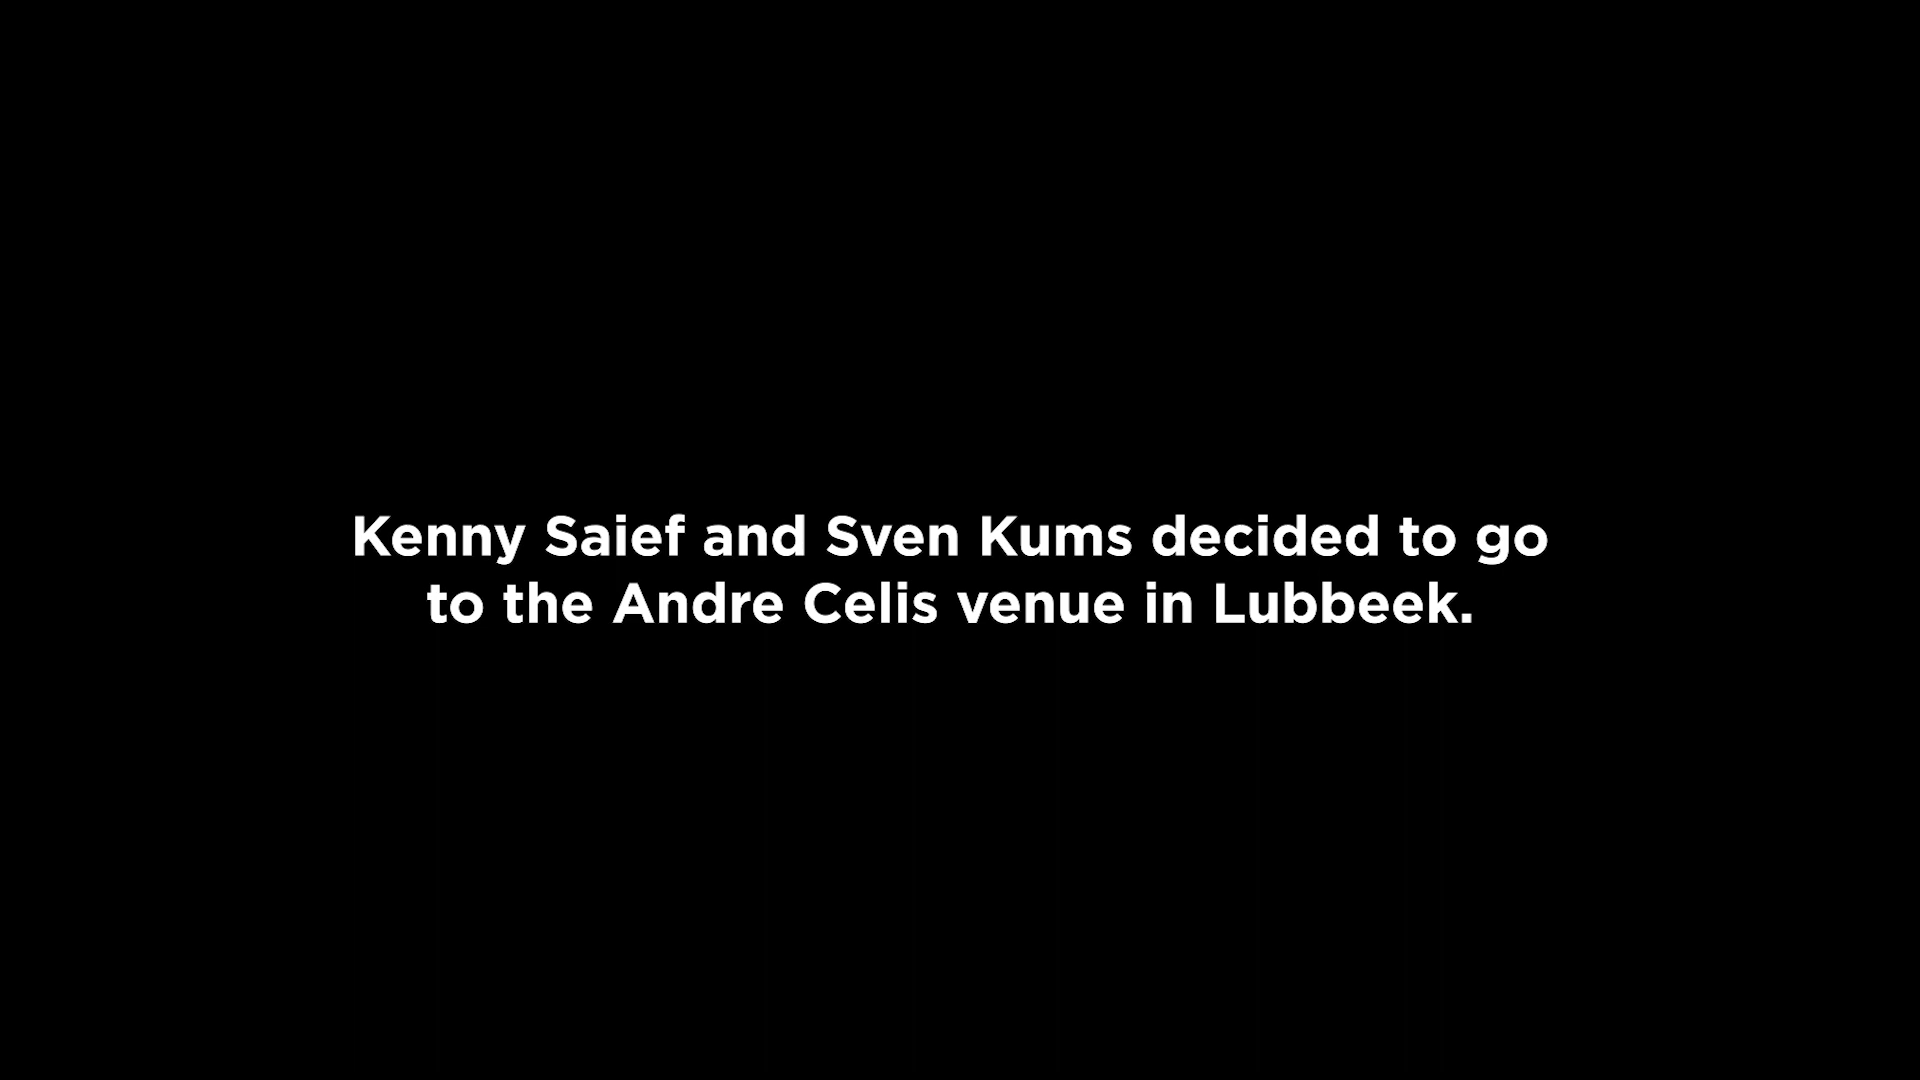 Kenny Saief and Sven Kums decided to go
to the Andre Celis venue in Lubbeek.